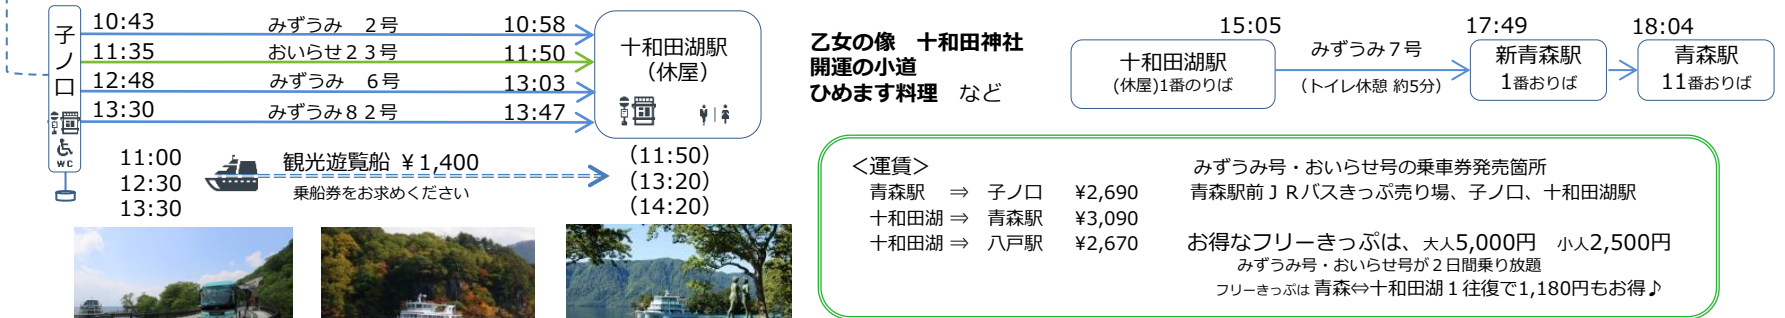 子ノ口
WC
10:43 みずうみ 2号 10:58
11:35 おいらせ23号 11:50
12:48 みずうみ 6号 13:03
13:30 みずうみ82号 13:47
十和田湖駅
(休屋)
11:00
12:30
13:30
観光遊覧船 ¥1,400
乗船券をお求めください
(11:50)
(13:20)
(14:20)
乙女の像 十和田神社
開運の小道
ひめます料理 など
15:05
十和田湖駅
(休屋)1番のりば
みずうみ7号
(トイレ休憩 約5分)
17:49
新青森駅
1番おりば
18:04
青森駅
11番おりば
<運賃>
青森駅 ⇒ 子ノ口 ¥2,690
十和田湖⇒ 青森駅 ¥3,090
十和田湖⇒ 八戸駅 ¥2,670
みずうみ号・おいらせ号の乗車券発売箇所
青森駅前JRバスきっぷ売り場、子ノ口、十和田湖駅
お得なフリーきっぷは、大人5,000円 小人2,500円
みずうみ号・おいらせ号が2日間乗り放題
フリーきっぷは 青森⇔十和田湖1往復で1,180円もお得♪